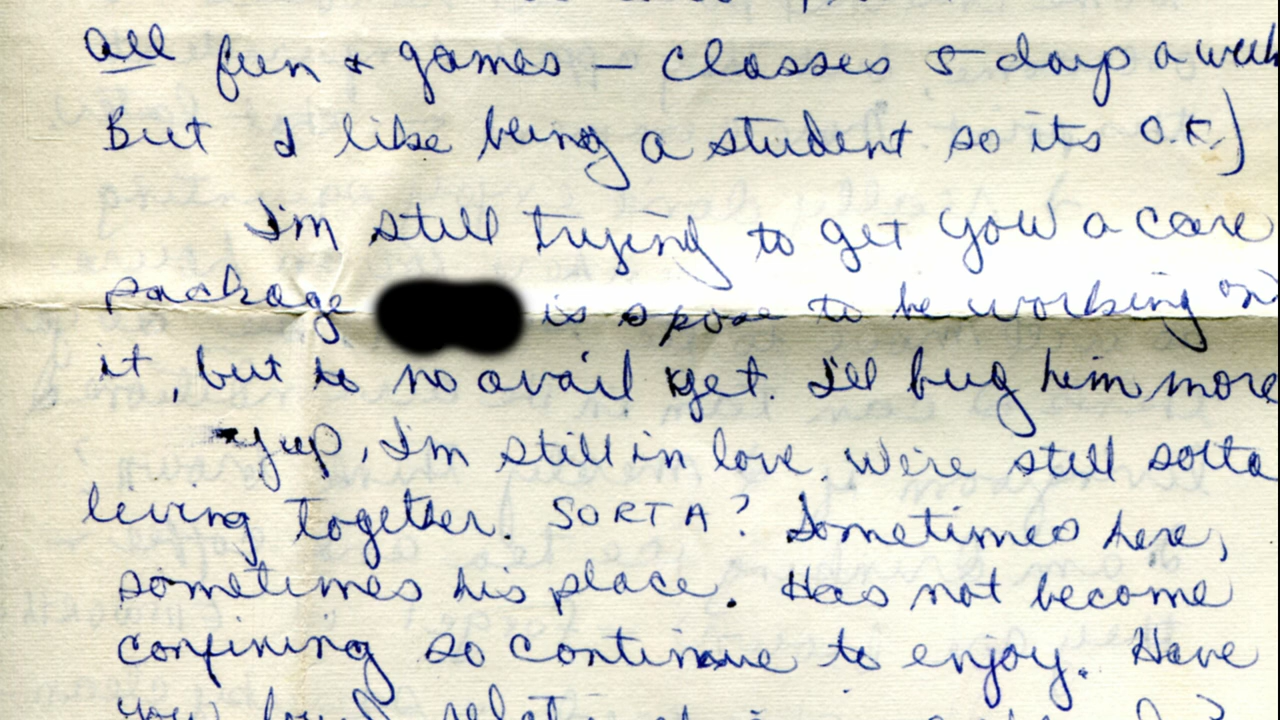 all fun & games — classes 5 days a week
But I like being a student so its o.k.)
I'm still trying to get you a care
package is spose to be working on
it, but to no avail yet. I'll bug him more
yup, I'm still in love. We're still sorta
living together. SORTA? Sometimes here,
sometimes his place. Has not become
confining so continue to enjoy. Have
you found